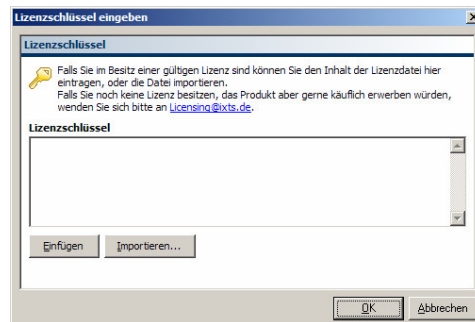 Lizenzschlüssel eingeben
Lizenzschlüssel
Falls Sie im Besitz einer gültigen Lizenz sind können Sie den Inhalt der Lizenzdatei hier
eintragen, oder die Datei importieren.
Falls Sie noch keine Lizenz besitzen, das Produkt aber gerne käuflich erwerben würden,
wenden Sie sich bitte an Licensing@ixts.de.
Lizenzschlüssel
Einfügen Importieren...
OK Abbrechen